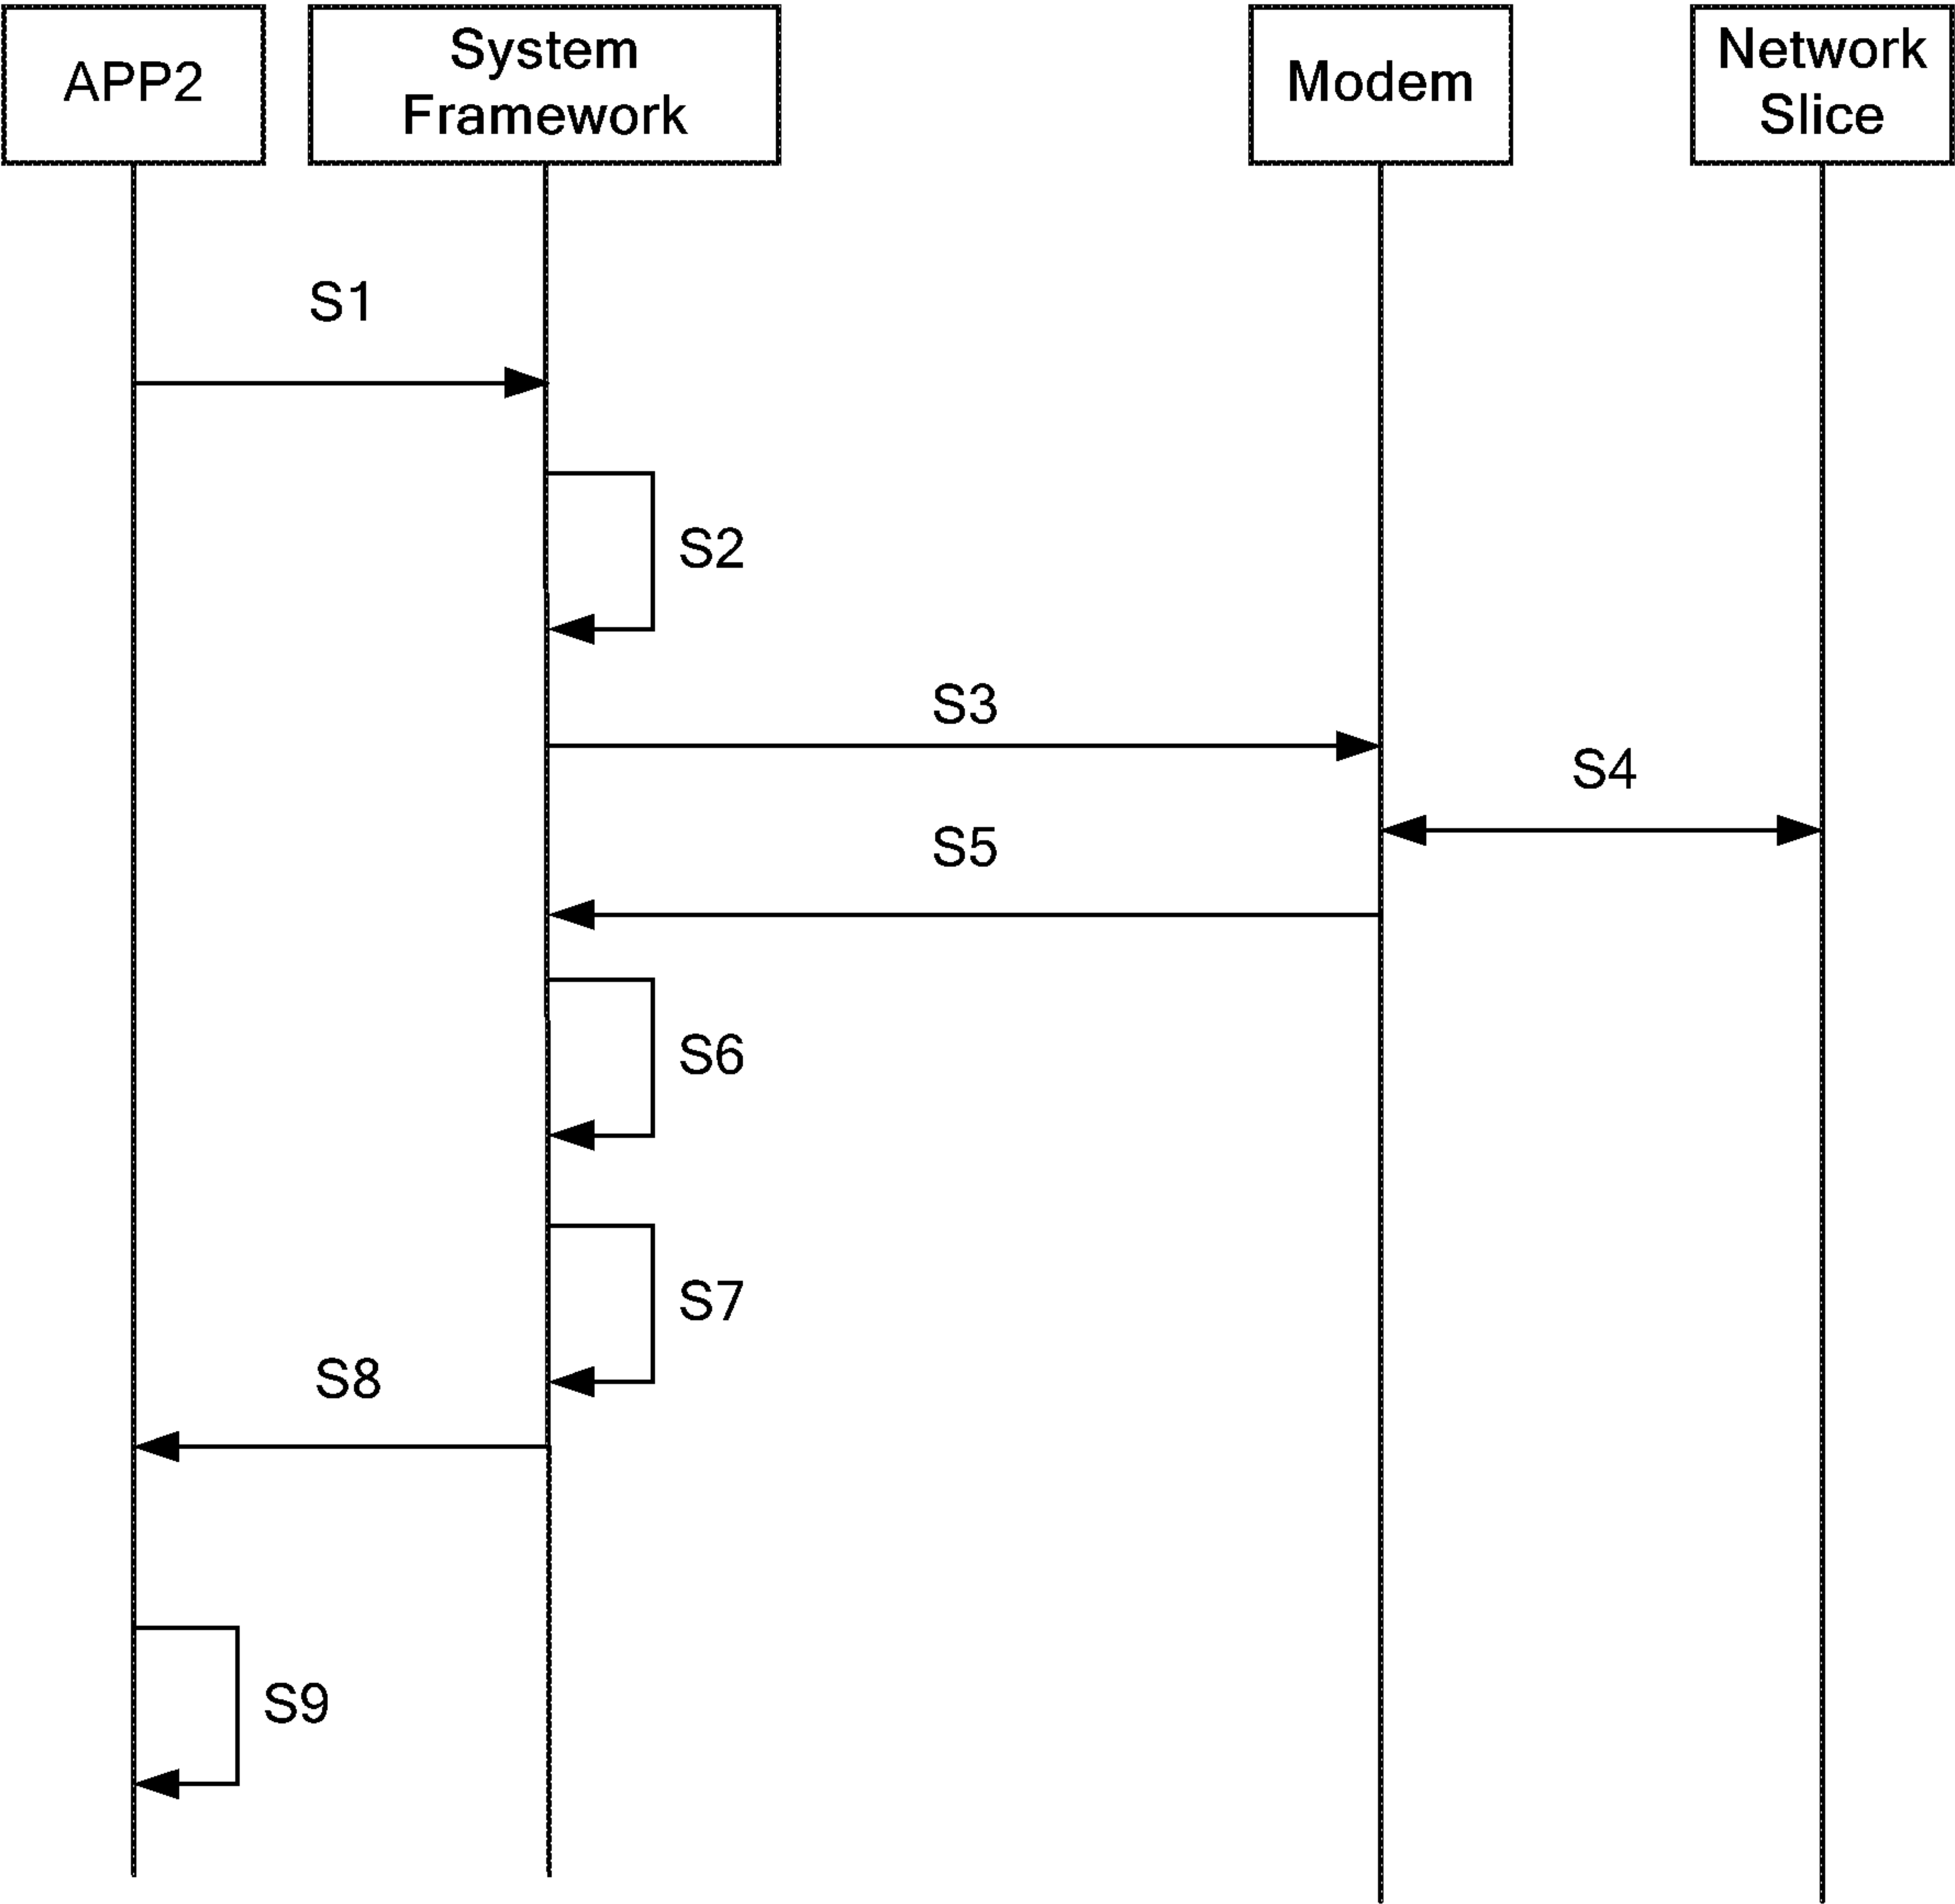 APP2
System
Framework
Modem
Network
Slice
S1
S2
S3
S4
S5
S6
S7
S8
S9